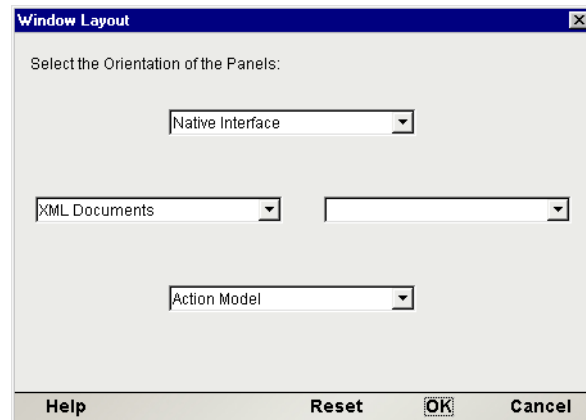 Window Layout
Select the Orientation of the Panels:
Native Interface
XML Documents
Action Model
Help Reset OK Cancel